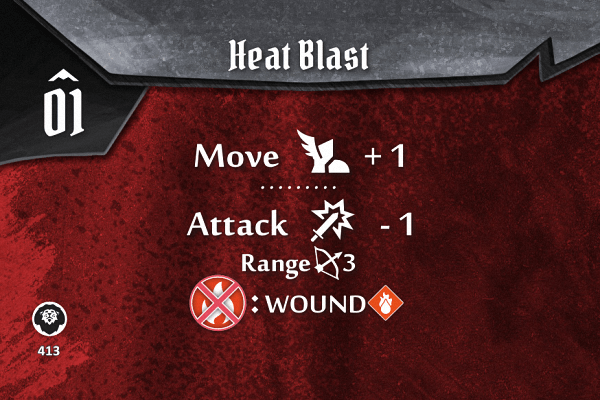 Heat Blast
01
Move + 1
Attack - 1
Range 3
: WOUND
413